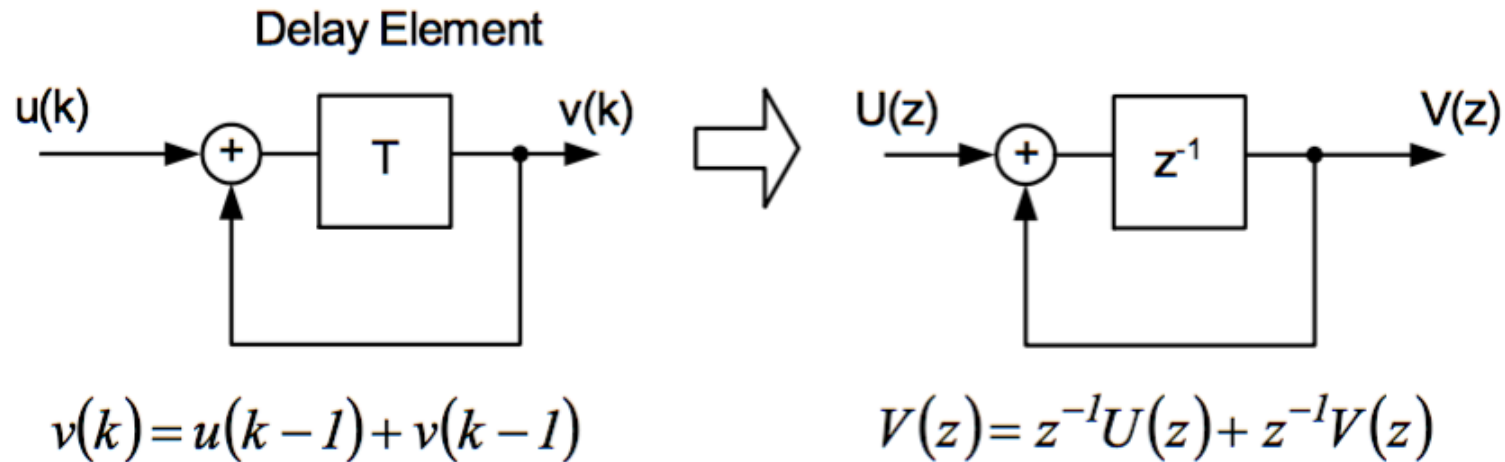 Delay Element
u(k) v(k) U(z) V(z)
+ T + z⁻¹
v(k)=u(k−1)+v(k−1) V(z)=z⁻¹U(z)+z⁻¹V(z)